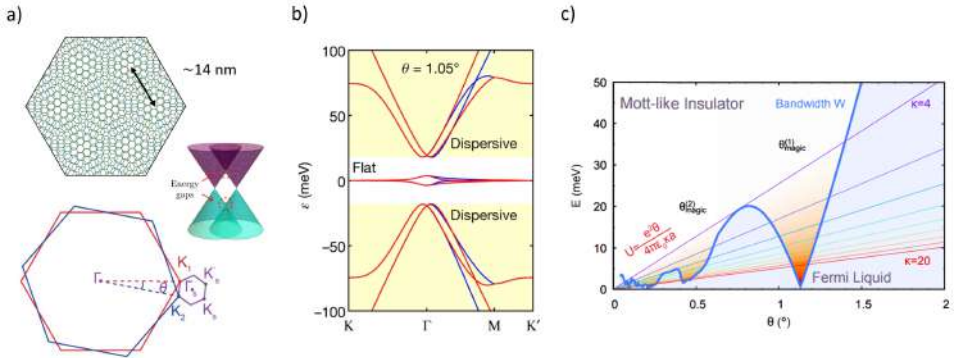 a)
~14 nm
Energy
gaps
Γ
θ
K₁
K₂
Γₛ
Kₛ
Kₛ
b)
ε (meV)
100
50
0
−50
−100
θ = 1.05°
Dispersive
Flat
Dispersive
K
Γ
M
K′
c)
E (meV)
50
40
30
20
10
0
Mott-like Insulator
Bandwidth W
κ=4
θ⁽¹⁾magic
θ⁽²⁾magic
U= e²θ / 4πε₀κa
κ=20
Fermi Liquid
0
0.5
1
1.5
2
θ (°)